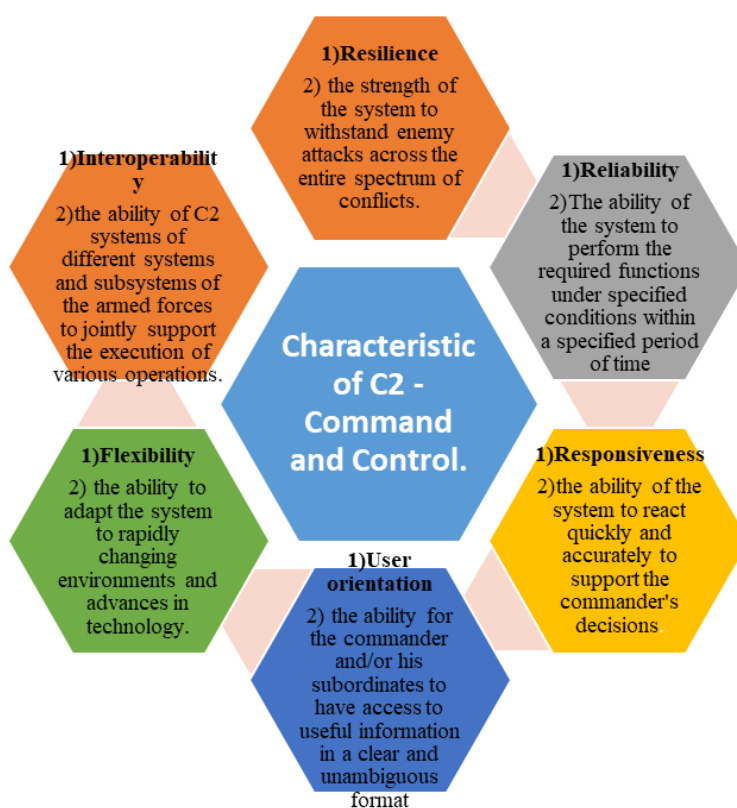 1)Resilience
2) the strength of
the system to
withstand enemy
attacks across the
entire spectrum of
conflicts.
1)Reliability
2)The ability of
the system to
perform the
required functions
under specified
conditions within
a specified period
of time
1)Responsiveness
2)the ability of the
system to react
quickly and
accurately to
support the
commander's
decisions.
1)User
orientation
2) the ability for
the commander
and/or his
subordinates to
have access to
useful information
in a clear and
unambiguous
format
1)Flexibility
2) the ability to
adapt the system
to rapidly
changing
environments and
advances in
technology.
1)Interoperabilit
y
2)the ability of C2
systems of
different systems
and subsystems of
the armed forces
to jointly support
the execution of
various operations.
Characteristic
of C2 -
Command
and Control.